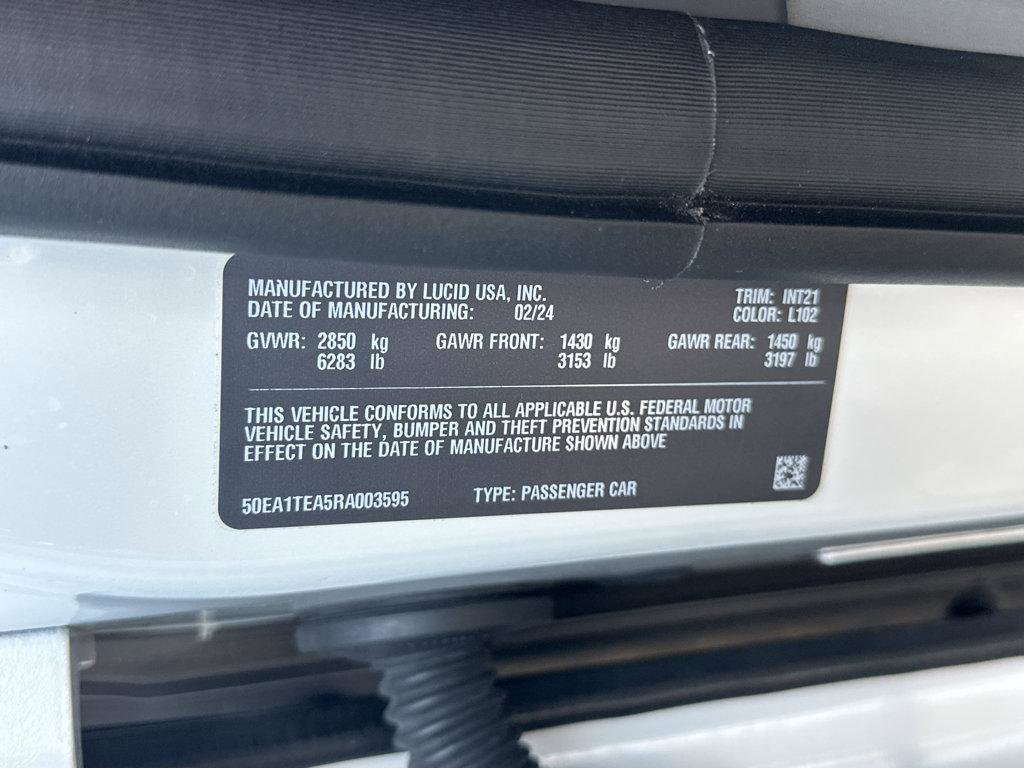 MANUFACTURED BY LUCID USA, INC. TRIM: INT21
DATE OF MANUFACTURING: 02/24 COLOR: L102
GVWR: 2850 kg GAWR FRONT: 1430 kg GAWR REAR: 1450 kg
6283 lb 3153 lb 3197 lb
THIS VEHICLE CONFORMS TO ALL APPLICABLE U.S. FEDERAL MOTOR
VEHICLE SAFETY, BUMPER AND THEFT PREVENTION STANDARDS IN
EFFECT ON THE DATE OF MANUFACTURE SHOWN ABOVE
50EA1TEA5RA003595 TYPE: PASSENGER CAR